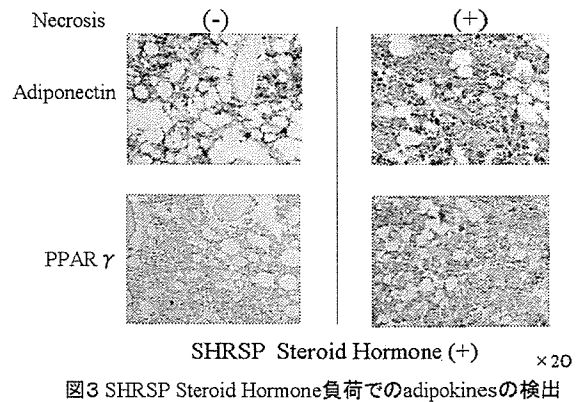 Necrosis (-) (+)
Adiponectin
PPAR γ
SHRSP Steroid Hormone (+) ×20
図3 SHRSP Steroid Hormone負荷でのadipokinesの検出